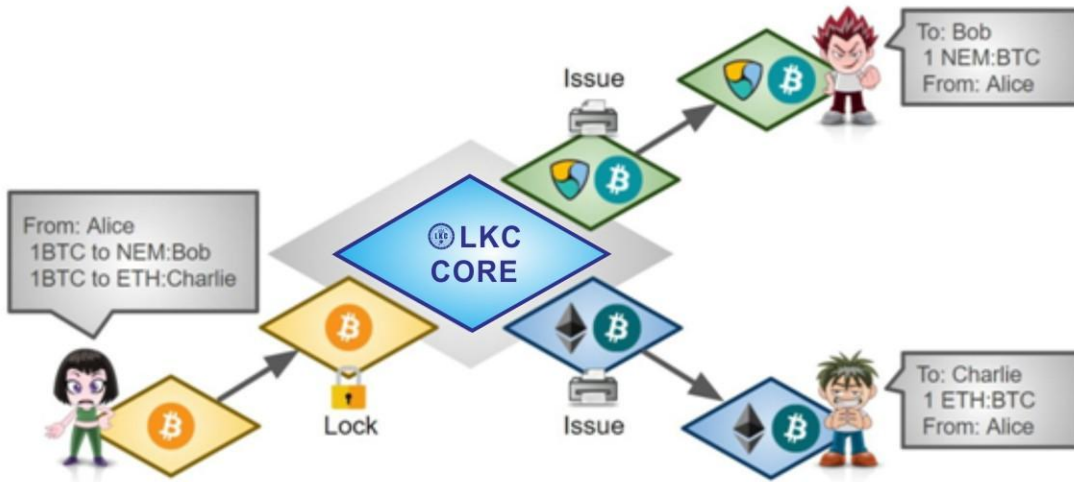 To: Bob
1 NEM:BTC
From: Alice
Issue
From: Alice
1BTC to NEM:Bob
1BTC to ETH:Charlie
LKC
LKC
CORE
Lock
Issue
To: Charlie
1 ETH:BTC
From: Alice